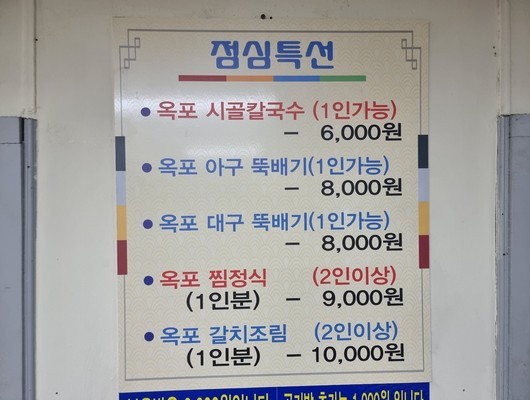 점심특선
● 옥포 시골칼국수 (1인가능)
– 6,000원
● 옥포 아구 뚝배기(1인가능)
– 8,000원
● 옥포 대구 뚝배기(1인가능)
– 8,000원
● 옥포 찜정식 (2인이상)
(1인분) – 9,000원
● 옥포 갈치조림 (2인이상)
(1인분) – 10,000원